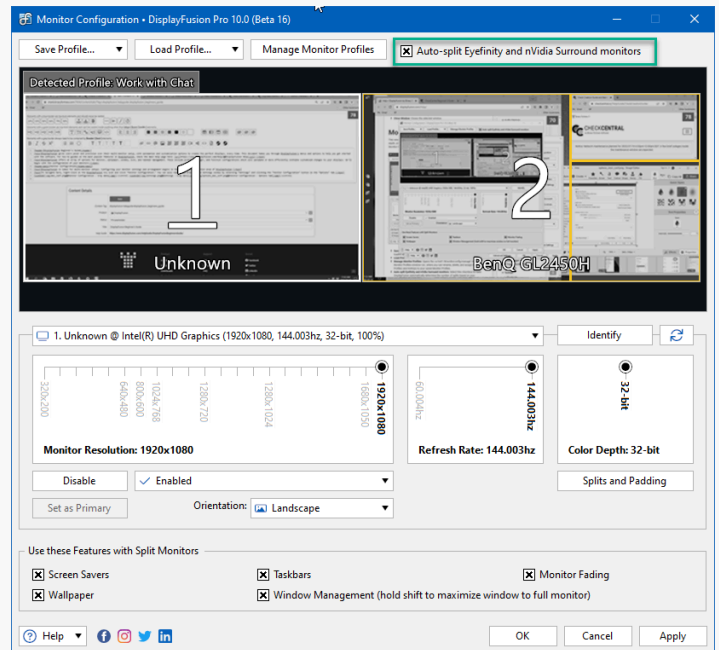 Monitor Configuration • DisplayFusion Pro 10.0 (Beta 16)
Save Profile... Load Profile... Manage Monitor Profiles Auto-split Eyefinity and nVidia Surround monitors
Detected Profile: Work with Chat
1 2
CHECKCENTRAL
Unknown BenQ GL2450H
1. Unknown @ Intel(R) UHD Graphics (1920x1080, 144.003hz, 32-bit, 100%) Identify
320x200
640x480
800x600
1024x768
1280x720
1280x1024
1680x1050
1920x1080
60.004hz
144.003hz
32-bit
Monitor Resolution: 1920x1080 Refresh Rate: 144.003hz Color Depth: 32-bit
Disable Enabled Splits and Padding
Set as Primary Orientation: Landscape
Use these Features with Split Monitors
Screen Savers Taskbars Monitor Fading
Wallpaper Window Management (hold shift to maximize window to full monitor)
Help OK Cancel Apply